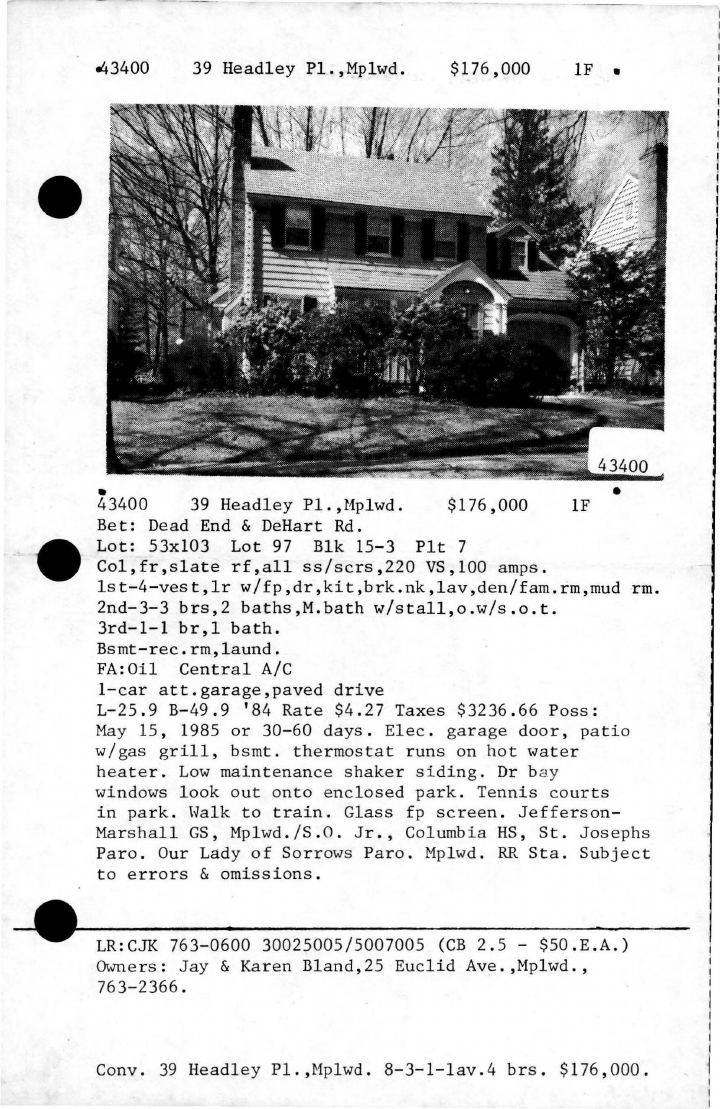 43400 39 Headley Pl.,Mplwd. $176,000 1F
43400
43400 39 Headley Pl.,Mplwd. $176,000 1F
Bet: Dead End & DeHart Rd.
Lot: 53x103 Lot 97 Blk 15-3 Plt 7
Col,fr,slate rf,all ss/scrs,220 VS,100 amps.
1st-4-vest,lr w/fp,dr,kit,brk.nk,lav,den/fam.rm,mud rm.
2nd-3-3 brs,2 baths,M.bath w/stall,o.w/s.o.t.
3rd-1-1 br,1 bath.
Bsmt-rec.rm,laund.
FA:Oil Central A/C
1-car att.garage,paved drive
L-25.9 B-49.9 '84 Rate $4.27 Taxes $3236.66 Poss:
May 15, 1985 or 30-60 days. Elec. garage door, patio
w/gas grill, bsmt. thermostat runs on hot water
heater. Low maintenance shaker siding. Dr bay
windows look out onto enclosed park. Tennis courts
in park. Walk to train. Glass fp screen. Jefferson-
Marshall GS, Mplwd./S.O. Jr., Columbia HS, St. Josephs
Paro. Our Lady of Sorrows Paro. Mplwd. RR Sta. Subject
to errors & omissions.
LR:CJK 763-0600 30025005/5007005 (CB 2.5 - $50.E.A.)
Owners: Jay & Karen Bland,25 Euclid Ave.,Mplwd.,
763-2366.
Conv. 39 Headley Pl.,Mplwd. 8-3-1-lav.4 brs. $176,000.